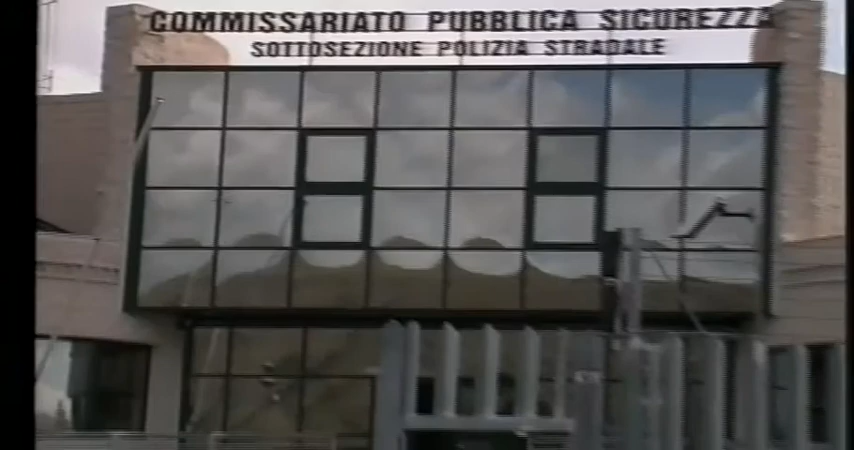 COMMISSARIATO PUBBLICA SICUREZZA
SOTTOSEZIONE POLIZIA STRADALE